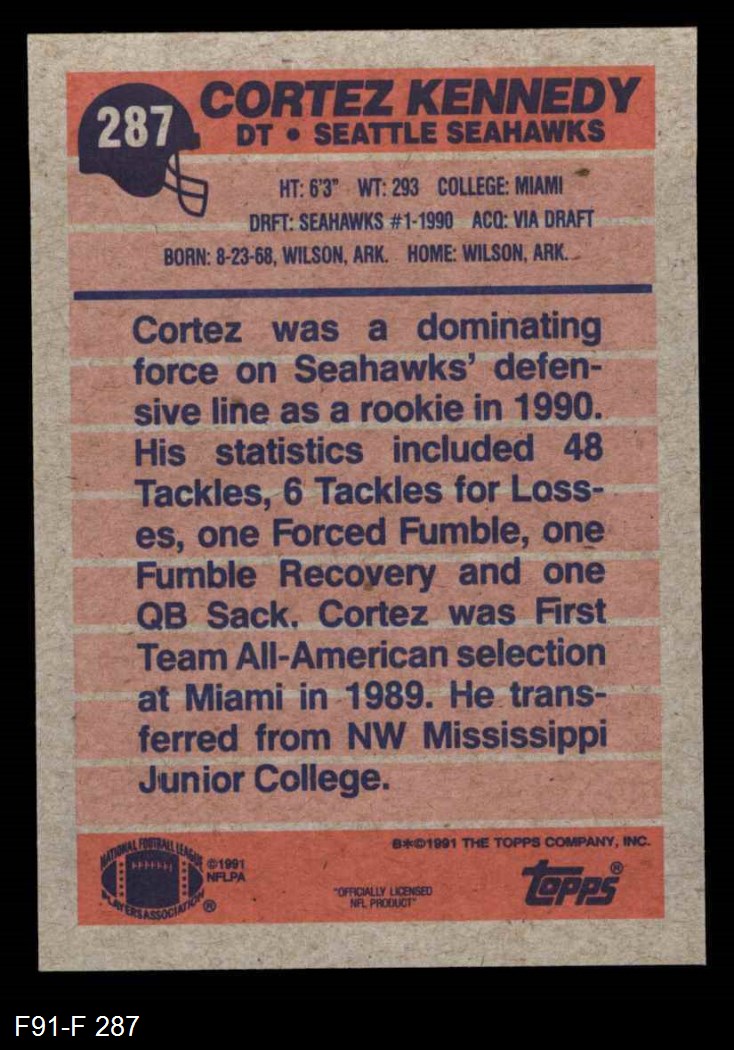 287
CORTEZ KENNEDY
DT • SEATTLE SEAHAWKS
HT: 6'3" WT: 293 COLLEGE: MIAMI
DRFT: SEAHAWKS #1-1990 ACQ: VIA DRAFT
BORN: 8-23-68, WILSON, ARK. HOME: WILSON, ARK.
Cortez was a dominating
force on Seahawks' defen-
sive line as a rookie in 1990.
His statistics included 48
Tackles, 6 Tackles for Loss-
es, one Forced Fumble, one
Fumble Recovery and one
QB Sack. Cortez was First
Team All-American selection
at Miami in 1989. He trans-
ferred from NW Mississippi
Junior College.
NATIONAL FOOTBALL LEAGUE
PLAYERS ASSOCIATION ®
©1991
NFLPA
"OFFICIALLY LICENSED
NFL PRODUCT"
B*©1991 THE TOPPS COMPANY, INC.
topps®
F91-F 287